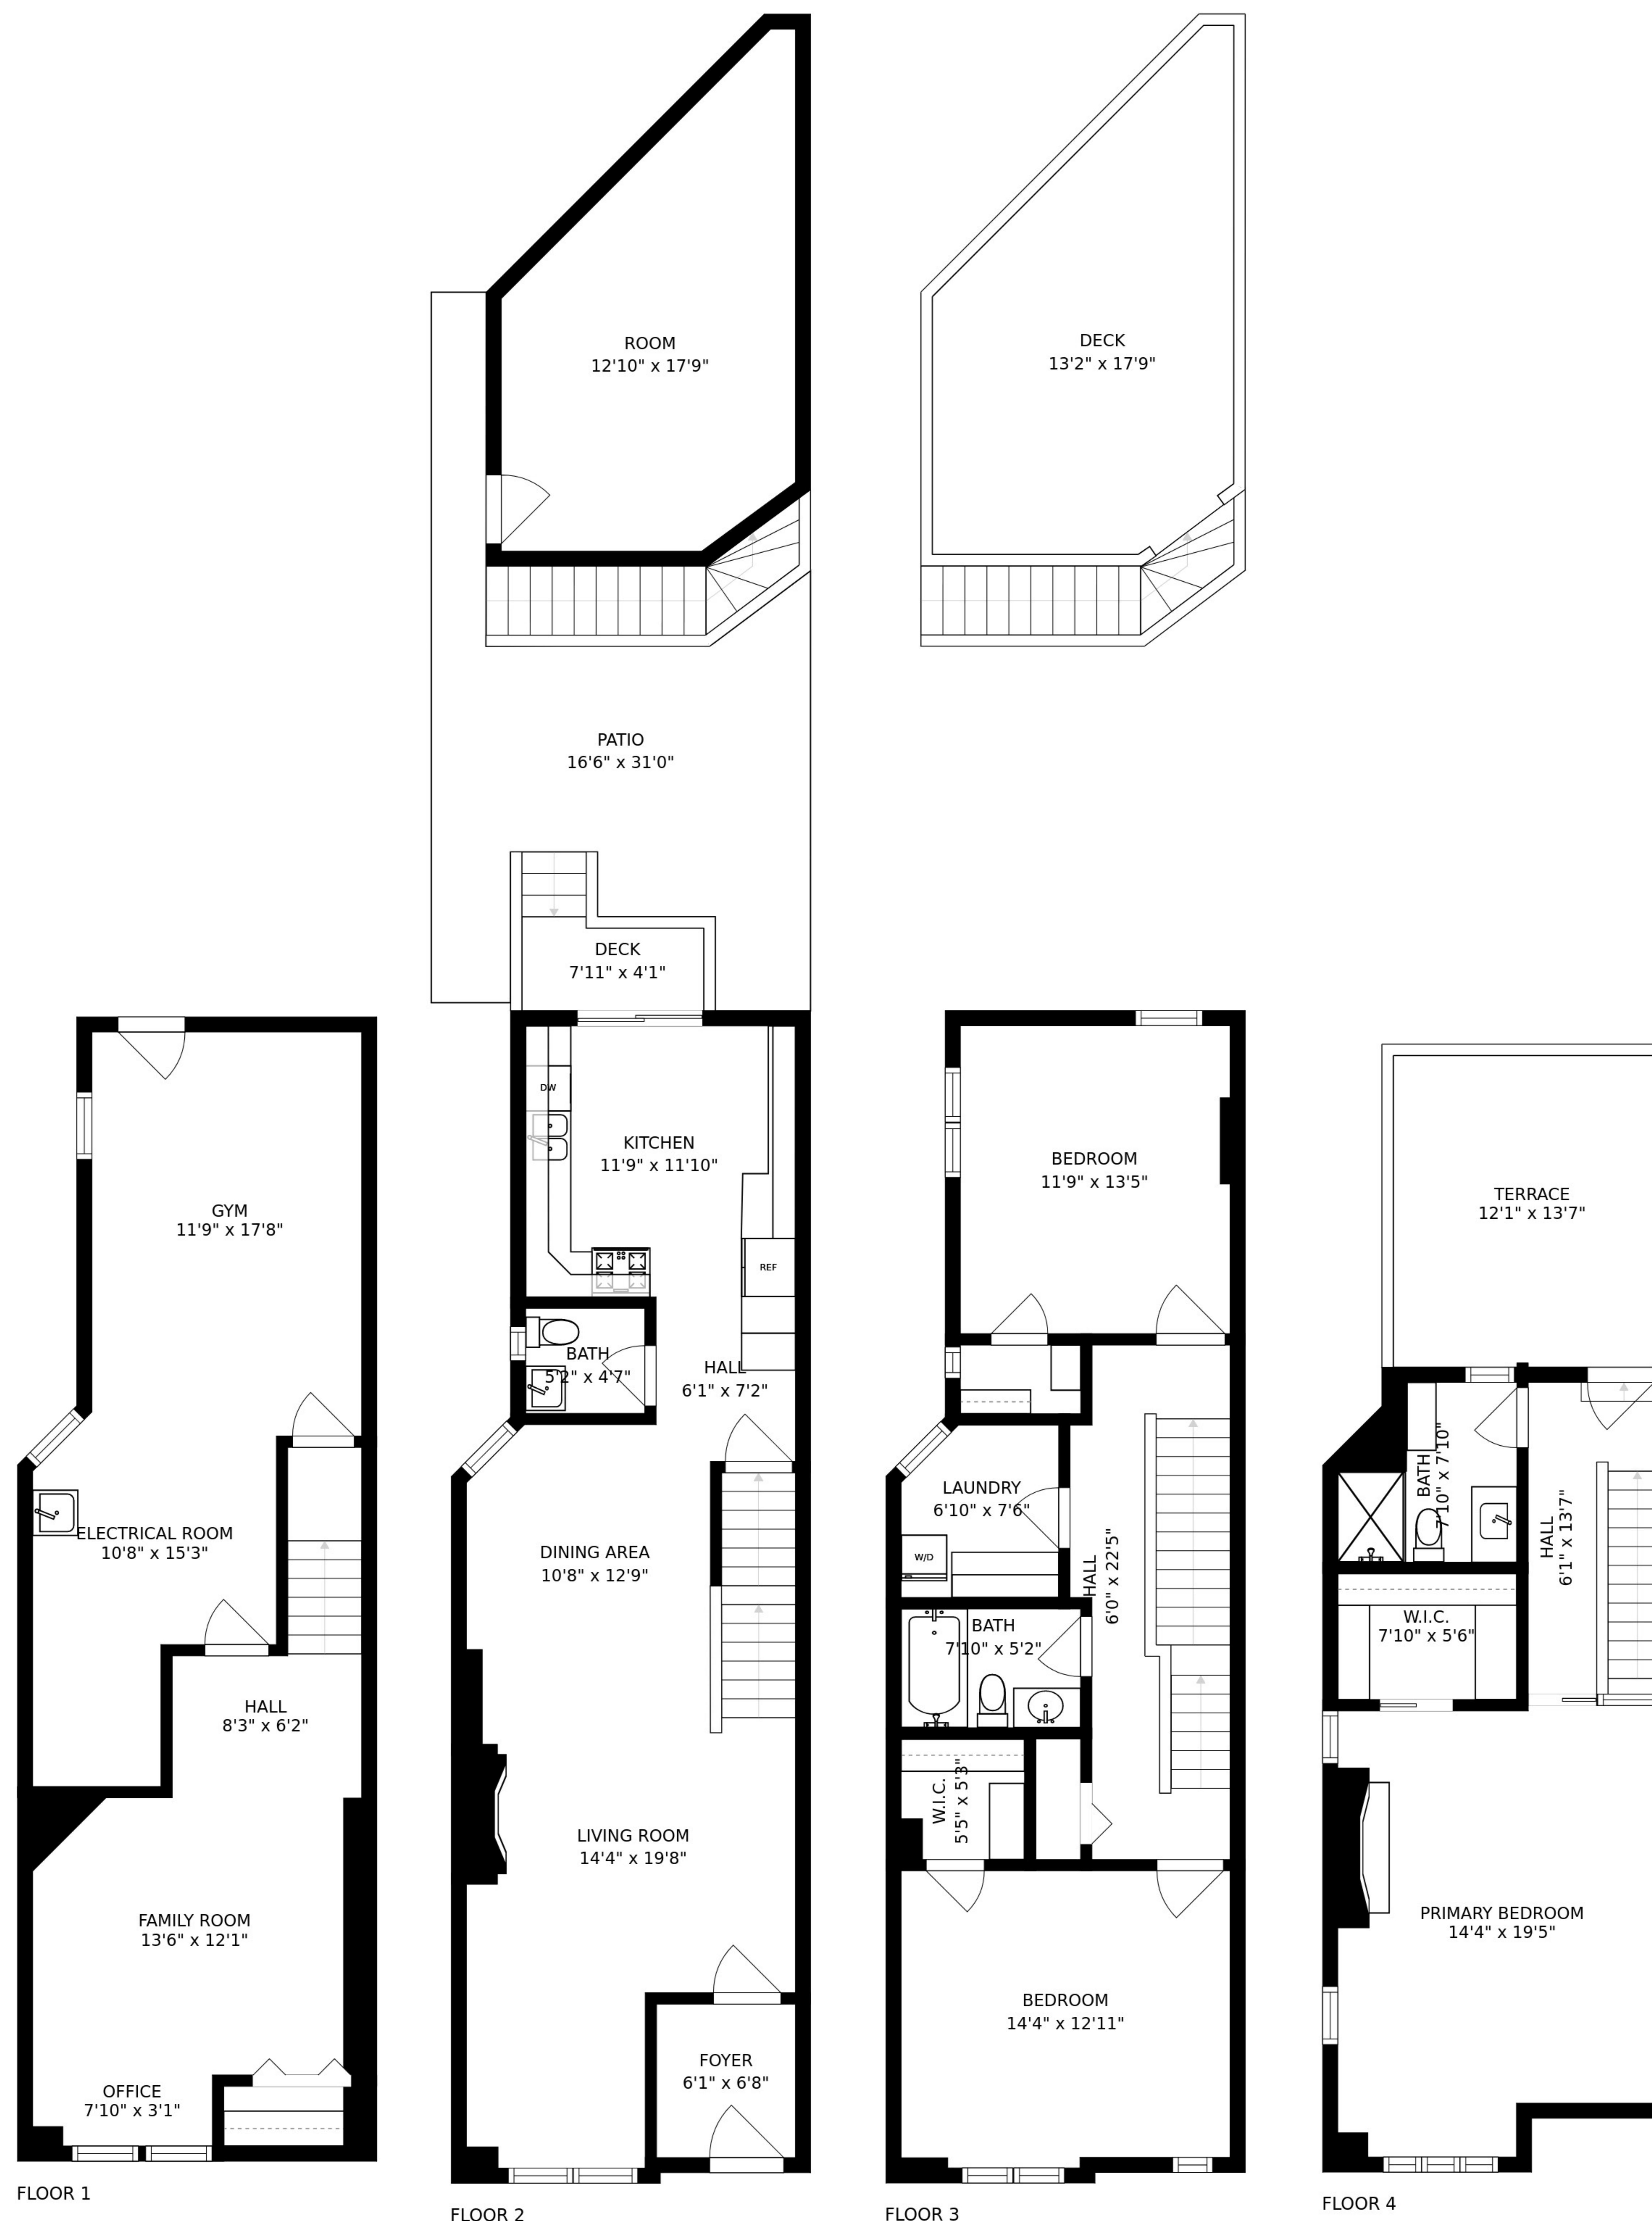 GYM
11'9" x 17'8"
ELECTRICAL ROOM
10'8" x 15'3"
HALL
8'3" x 6'2"
FAMILY ROOM
13'6" x 12'1"
OFFICE
7'10" x 3'1"
FLOOR 1
ROOM
12'10" x 17'9"
PATIO
16'6" x 31'0"
DECK
7'11" x 4'1"
DW
KITCHEN
11'9" x 11'10"
REF
BATH
5'2" x 4'7"
HALL
6'1" x 7'2"
DINING AREA
10'8" x 12'9"
LIVING ROOM
14'4" x 19'8"
FOYER
6'1" x 6'8"
FLOOR 2
DECK
13'2" x 17'9"
BEDROOM
11'9" x 13'5"
LAUNDRY
6'10" x 7'6"
W/D
HALL
6'0" x 22'5"
BATH
7'10" x 5'2"
W.I.C.
5'5" x 5'3"
BEDROOM
14'4" x 12'11"
FLOOR 3
TERRACE
12'1" x 13'7"
BATH
7'10" x 7'10"
HALL
6'1" x 13'7"
W.I.C.
7'10" x 5'6"
PRIMARY BEDROOM
14'4" x 19'5"
FLOOR 4